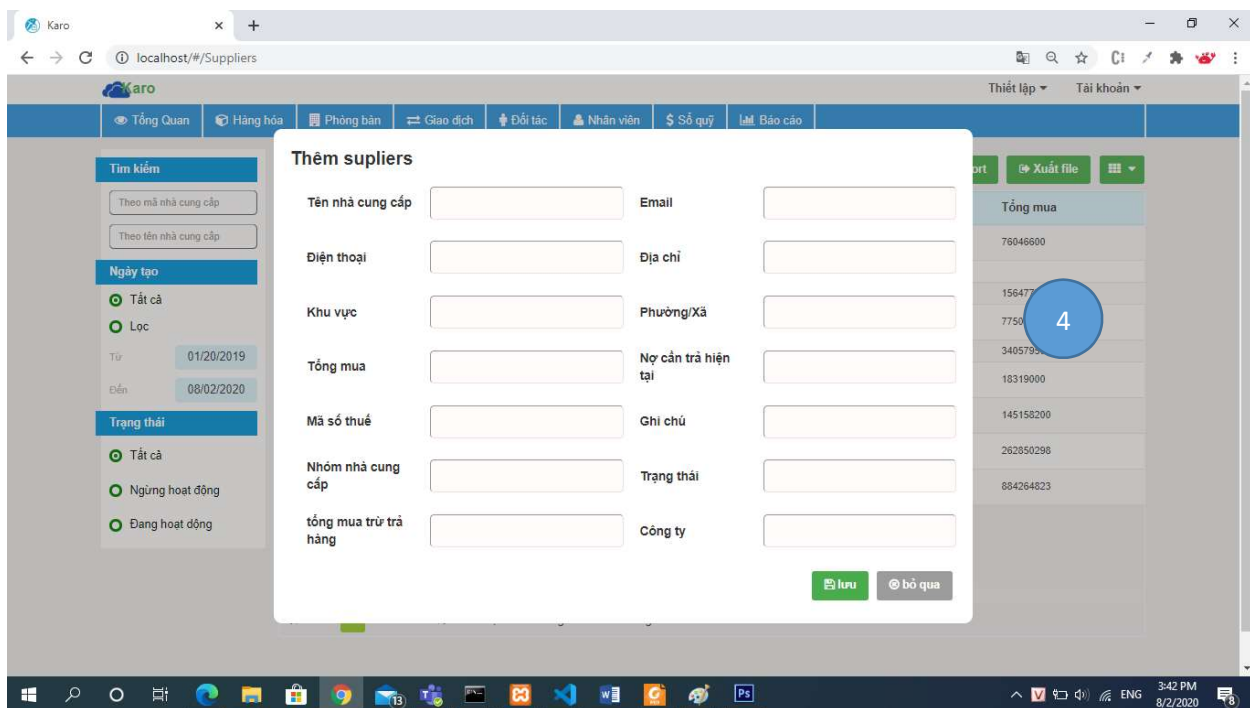 Karo
localhost/#/Suppliers
Karo
Thiết lập
Tài khoản
Tổng Quan
Hàng hóa
Phòng bàn
Giao dịch
Đối tác
Nhân viên
$ Sổ quỹ
Báo cáo
Tìm kiếm
Theo mã nhà cung cấp
Theo tên nhà cung cấp
Ngày tạo
Tất cả
Lọc
Từ 01/20/2019
Đến 08/02/2020
Trạng thái
Tất cả
Ngừng hoạt động
Đang hoạt dộng
Thêm supliers
Tên nhà cung cấp
Email
Điện thoại
Địa chỉ
Khu vực
Phường/Xã
Tổng mua
Nợ cần trả hiện
tại
Mã số thuế
Ghi chú
Nhóm nhà cung
cấp
Trạng thái
tổng mua trừ trả
hàng
Công ty
lưu
bỏ qua
Xuất file
Tổng mua
76046600
4
18319000
145158200
262850298
884264823
13
Ps
V
ENG
3:42 PM
8/2/2020
8